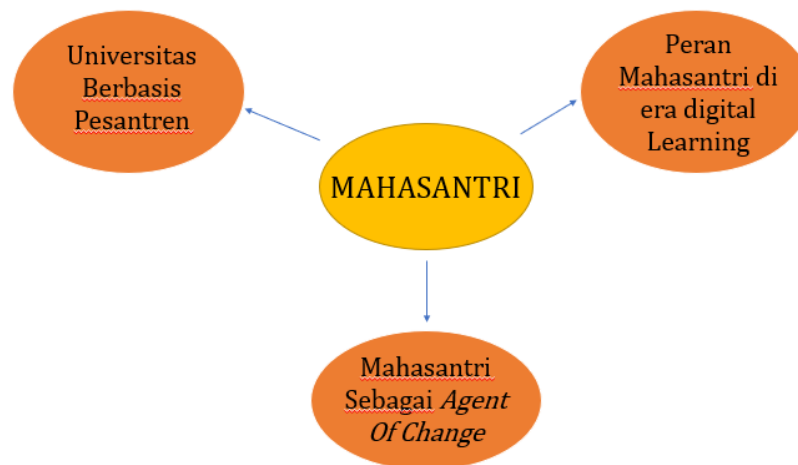 Universitas
Berbasis
Pesantren
Peran
Mahasantri di
era digital
Learning
MAHASANTRI
Mahasantri
Sebagai Agent
Of Change